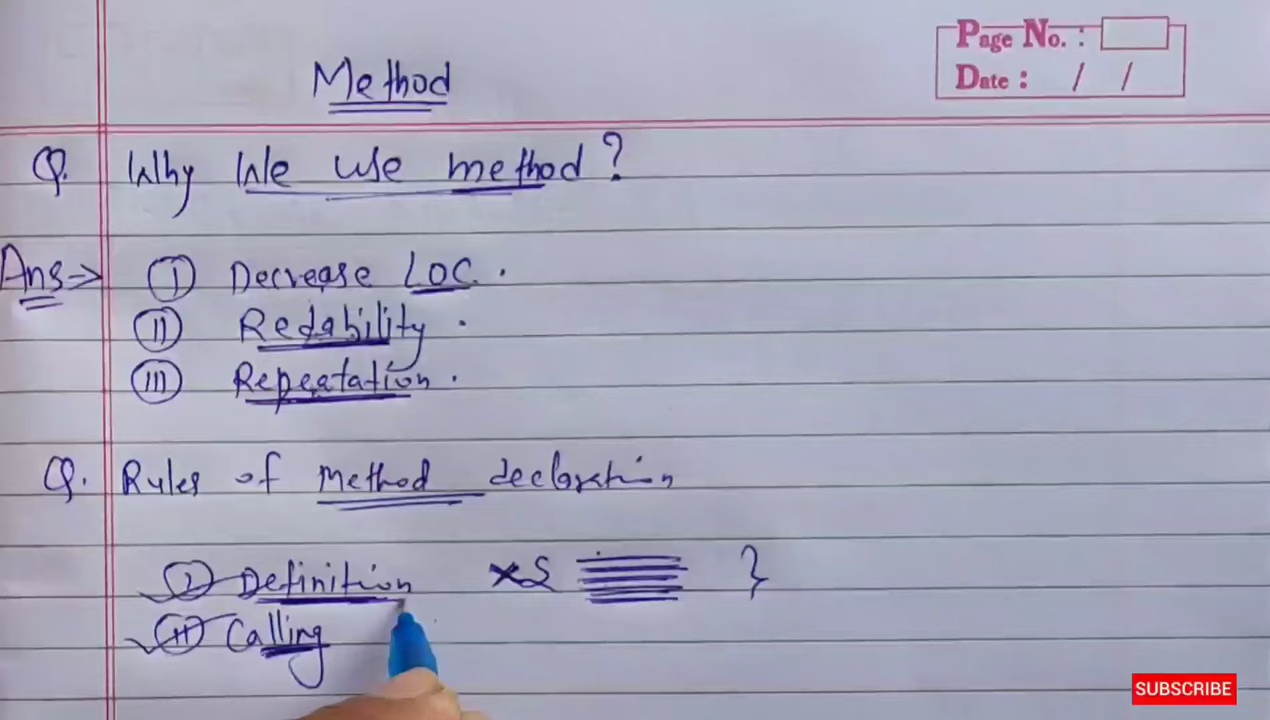 Page No. :
Date : / /
Method
Q. Why We use method?
Ans-> (I) Decrease LOC.
(II) Redability.
(III) Repeatation.
Q. Rules of Method declaration
(I) Definition x { }
(II) Calling
SUBSCRIBE